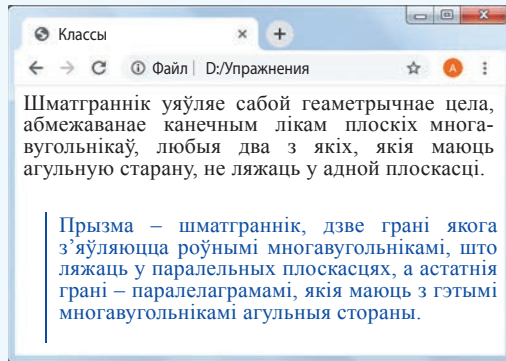 Классы
Файл | D:/Упражнения
А
Шматграннік уяўляе сабой геаметрычнае цела,
абмежаванае канечным лікам плоскіх многа-
вугольнікаў, любыя два з якіх, якія маюць
агульную старану, не ляжаць у адной плоскасці.
Прызма – шматграннік, дзве грані якога
з’яўляюцца роўнымі многавугольнікамі, што
ляжаць у паралельных плоскасцях, а астатнія
грані – паралелаграмамі, якія маюць з гэтымі
многавугольнікамі агульныя стораны.